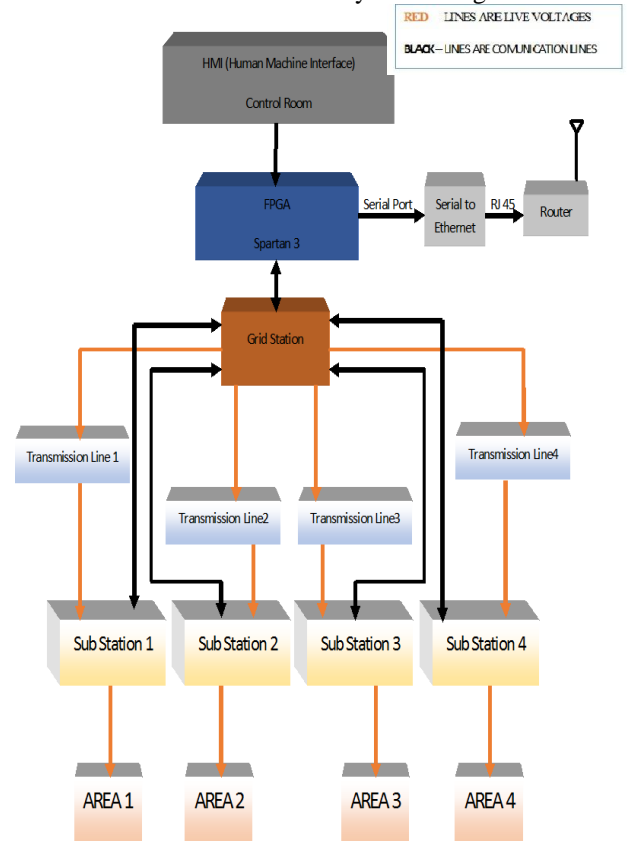 y
g
RED LINES ARE LIVE VOLTAGES
BLACK – LINES ARE COMUNICATION LINES
HMI (Human Machine Interface)
Control Room
FPGA
Spartan 3
Serial Port
Serial to
Ethernet
RJ 45
Router
Grid Station
Transmission Line 1
Transmission Line4
Transmission Line2
Transmission Line3
Sub Station 1
Sub Station 2
Sub Station 3
Sub Station 4
AREA 1
AREA 2
AREA 3
AREA 4